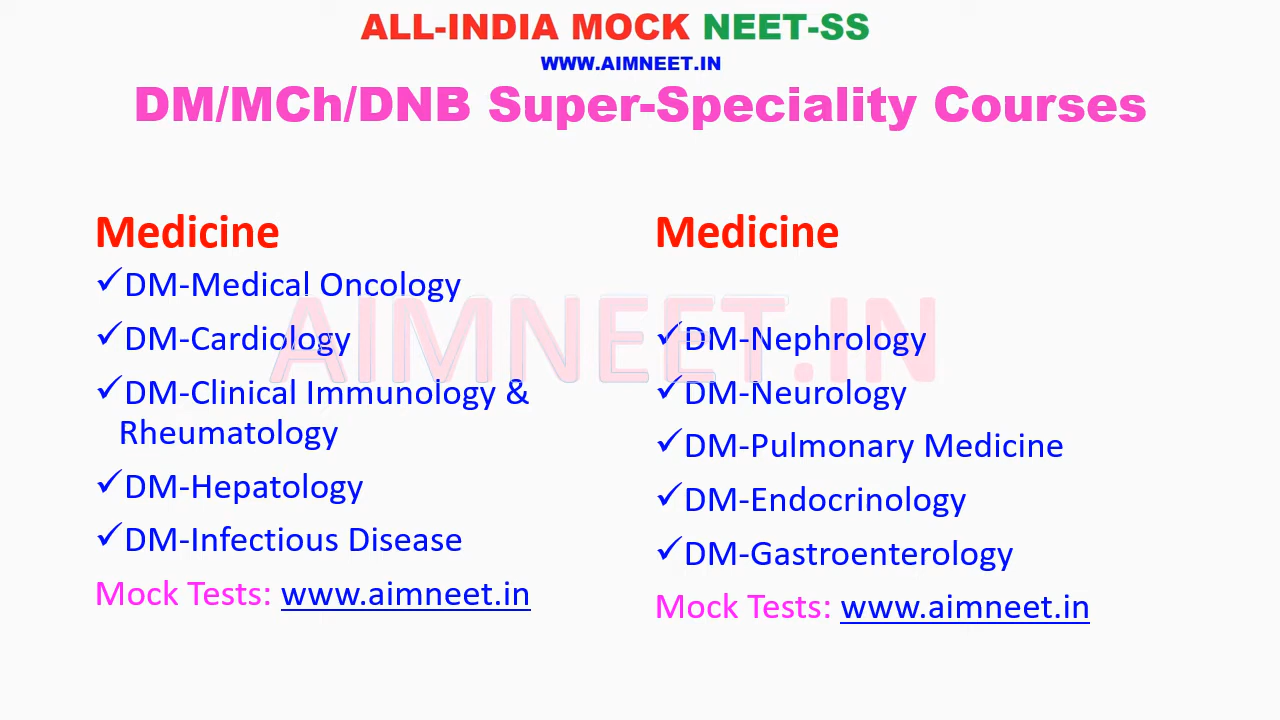 ALL-INDIA MOCK NEET-SS
WWW.AIMNEET.IN
DM/MCh/DNB Super-Speciality Courses
Medicine
✓DM-Medical Oncology
✓DM-Cardiology
✓DM-Clinical Immunology &
Rheumatology
✓DM-Hepatology
✓DM-Infectious Disease
Mock Tests: www.aimneet.in
Medicine
✓DM-Nephrology
✓DM-Neurology
✓DM-Pulmonary Medicine
✓DM-Endocrinology
✓DM-Gastroenterology
Mock Tests: www.aimneet.in
AIMNEET.IN